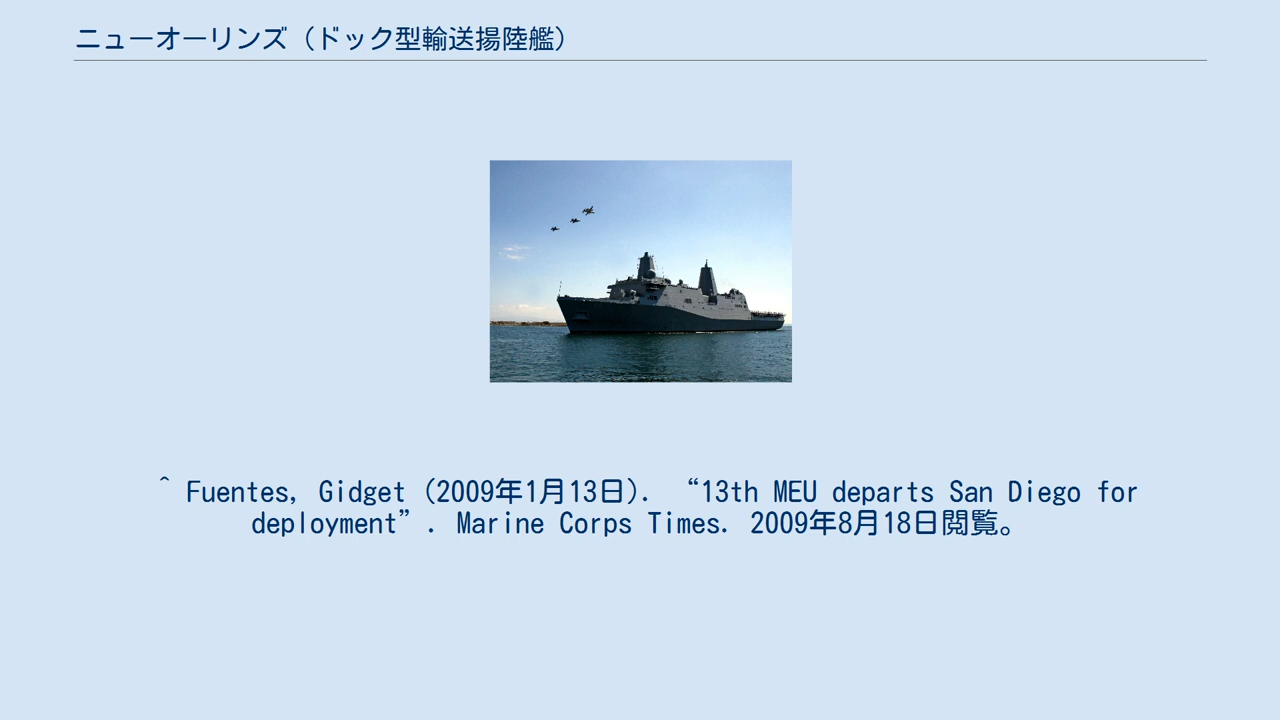 ニューオーリンズ（ドック型輸送揚陸艦）
^ Fuentes, Gidget (2009年1月13日). “13th MEU departs San Diego for
deployment”. Marine Corps Times. 2009年8月18日閲覧。